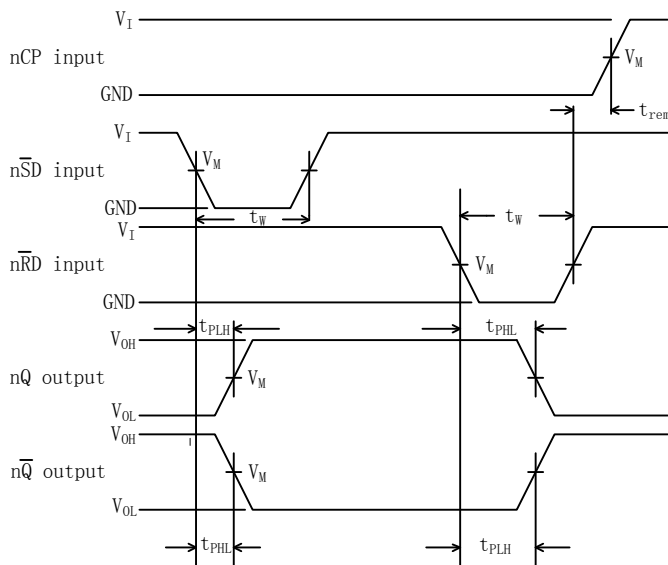 V_I
nCP input
V_M
GND
t_rem
V_I
V_M
nS̅D input
GND
t_W
V_I
t_W
nR̅D input
V_M
GND
t_PLH
t_PHL
V_OH
nQ output
V_M
V_OL
V_OH
nQ̅ output
V_M
V_OL
t_PHL
t_PLH